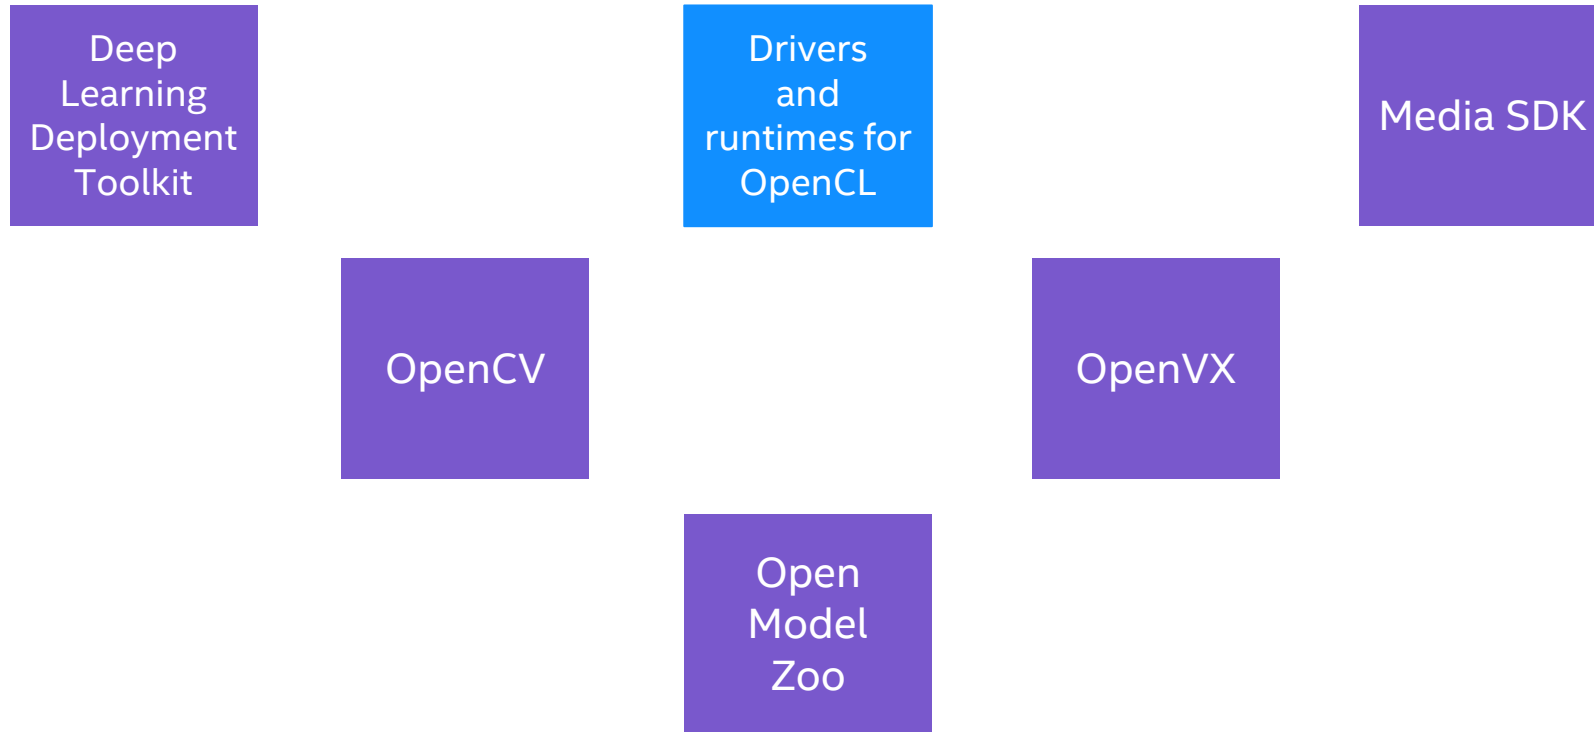 Deep
Learning
Deployment
Toolkit
Drivers
and
runtimes for
OpenCL
Media SDK
OpenCV
OpenVX
Open
Model
Zoo